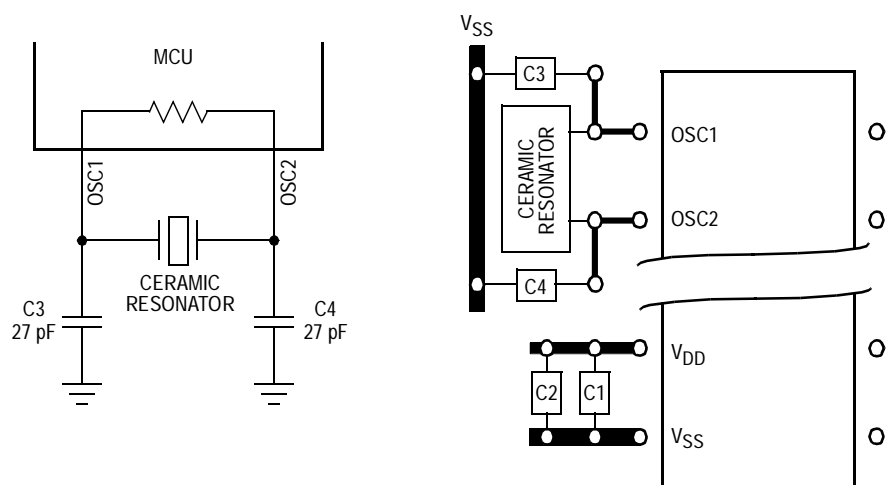 MCU
OSC1
OSC2
CERAMIC
RESONATOR
C3
27 pF
C4
27 pF
VSS
C3
CERAMIC
RESONATOR
C4
OSC1
OSC2
C2
C1
VDD
VSS